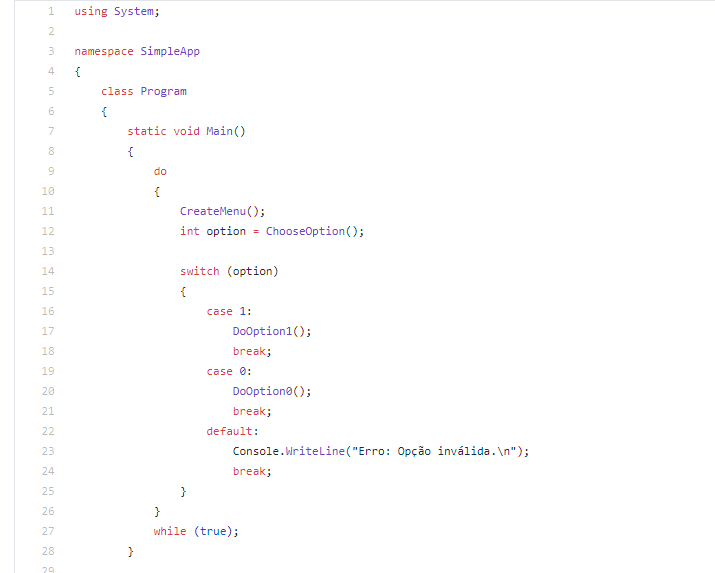 1 using System;
2
3 namespace SimpleApp
4 {
5     class Program
6     {
7         static void Main()
8         {
9             do
10             {
11                 CreateMenu();
12                 int option = ChooseOption();
13
14                 switch (option)
15                 {
16                     case 1:
17                         DoOption1();
18                         break;
19                     case 0:
20                         DoOption0();
21                         break;
22                     default:
23                         Console.WriteLine("Erro: Opção inválida.\n");
24                         break;
25                 }
26             }
27             while (true);
28         }
29